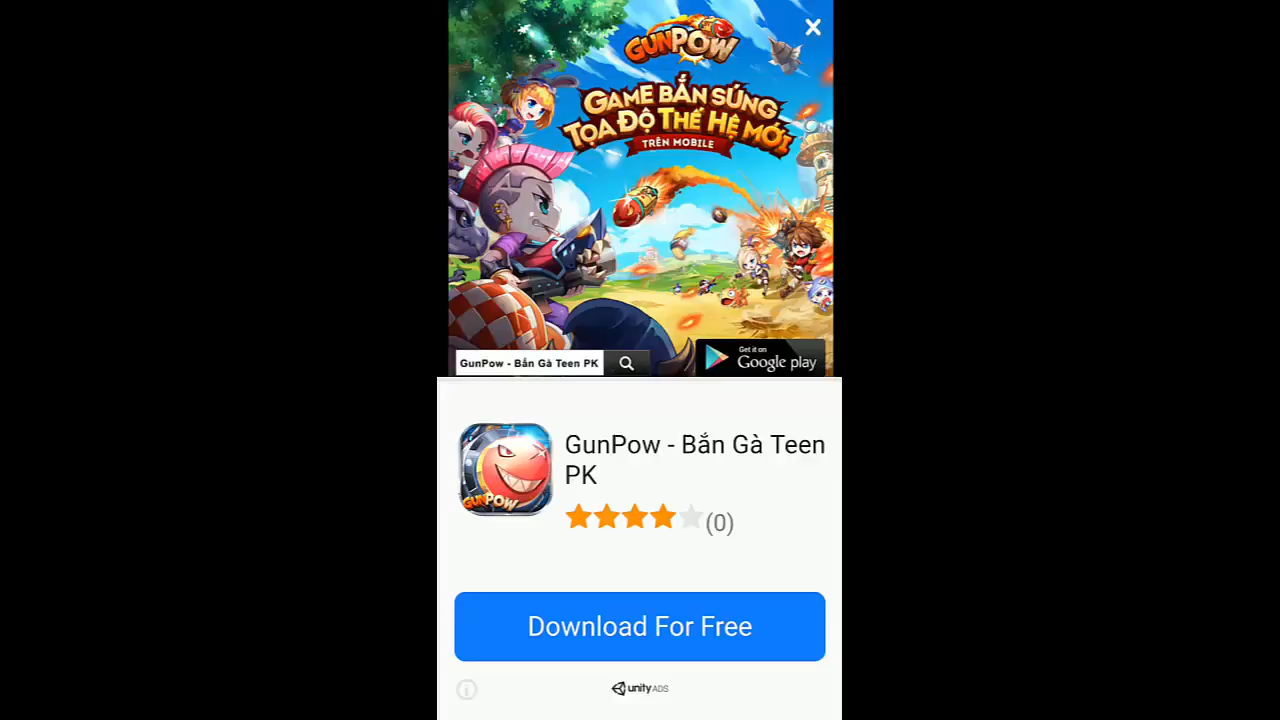 GUNPOW
GAME BẮN SÚNG
TỌA ĐỘ THẾ HỆ MỚI
TRÊN MOBILE
GunPow - Bắn Gà Teen PK
Get it on
Google play
GunPow - Bắn Gà Teen
PK
GUNPOW
(0)
Download For Free
unity ADS